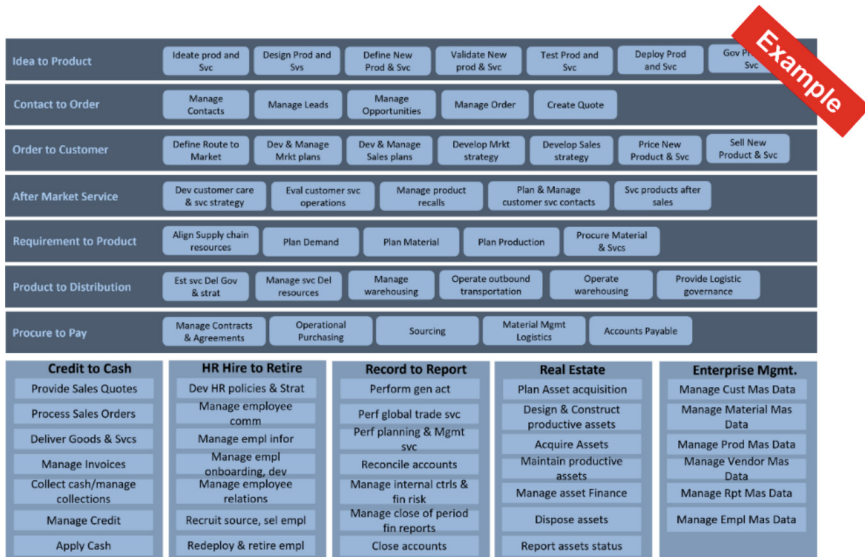 Example
Idea to Product
Ideate prod and
Svc
Design Prod and
Svs
Define New
Prod & Svc
Validate New
prod & Svc
Test Prod and
Svc
Deploy Prod
and Svc
Gov
Svc
Contact to Order
Manage
Contacts
Manage Leads
Manage
Opportunities
Manage Order
Create Quote
Order to Customer
Define Route to
Market
Dev & Manage
Mrkt plans
Dev & Manage
Sales plans
Develop Mrkt
strategy
Develop Sales
strategy
Price New
Product & Svc
Sell New
Product & Svc
After Market Service
Dev customer care
& svc strategy
Eval customer svc
operations
Manage product
recalls
Plan & Manage
customer svc contacts
Svc products after
sales
Requirement to Product
Align Supply chain
resources
Plan Demand
Plan Material
Plan Production
Procure Material
& Svcs
Product to Distribution
Est svc Del Gov
& strat
Manage svc Del
resources
Manage
warehousing
Operate outbound
transportation
Operate
warehousing
Provide Logistic
governance
Procure to Pay
Manage Contracts
& Agreements
Operational
Purchasing
Sourcing
Material Mgmt
Logistics
Accounts Payable
Credit to Cash
Provide Sales Quotes
Process Sales Orders
Deliver Goods & Svcs
Manage Invoices
Collect cash/manage
collections
Manage Credit
Apply Cash
HR Hire to Retire
Dev HR policies & Strat
Manage employee
comm
Manage empl infor
Manage empl
onboarding, dev
Manage employee
relations
Recruit source, sel empl
Redeploy & retire empl
Record to Report
Perform gen act
Perf global trade svc
Perf planning & Mgmt
svc
Reconcile accounts
Manage internal ctrls &
fin risk
Manage close of period
fin reports
Close accounts
Real Estate
Plan Asset acquisition
Design & Construct
productive assets
Acquire Assets
Maintain productive
assets
Manage asset Finance
Dispose assets
Report assets status
Enterprise Mgmt.
Manage Cust Mas Data
Manage Material Mas
Data
Manage Prod Mas Data
Manage Vendor Mas
Data
Manage Rpt Mas Data
Manage Empl Mas Data